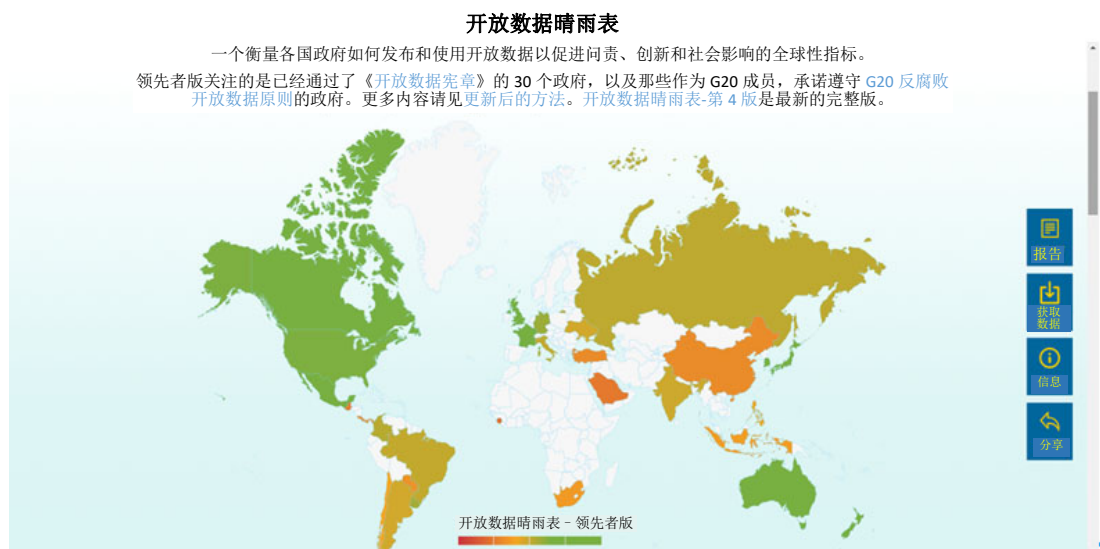 开放数据晴雨表
一个衡量各国政府如何发布和使用开放数据以促进问责、创新和社会影响的全球性指标。
领先者版关注的是已经通过了《开放数据宪章》的 30 个政府，以及那些作为 G20 成员，承诺遵守 G20 反腐败
开放数据原则的政府。更多内容请见更新后的方法。开放数据晴雨表-第 4 版是最新的完整版。
报告
获取
数据
信息
分享
开放数据晴雨表 - 领先者版